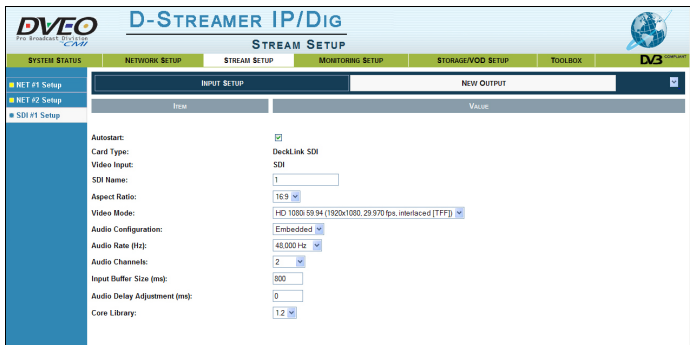 DVEO
Pro Broadcast Division
CMI
D-STREAMER IP/DIG
STREAM SETUP
SYSTEM STATUS NETWORK SETUP STREAM SETUP MONITORING SETUP STORAGE/VOD SETUP TOOLBOX DVB COMPLIANT
NET #1 Setup
NET #2 Setup
SDI #1 Setup
INPUT SETUP NEW OUTPUT
ITEM VALUE
Autostart:
Card Type: DeckLink SDI
Video Input: SDI
SDI Name: 1
Aspect Ratio: 16:9
Video Mode: HD 1080i 59.94 (1920x1080, 29.970 fps, interlaced [TFF])
Audio Configuration: Embedded
Audio Rate (Hz): 48,000 Hz
Audio Channels: 2
Input Buffer Size (ms): 800
Audio Delay Adjustment (ms): 0
Core Library: 1.2